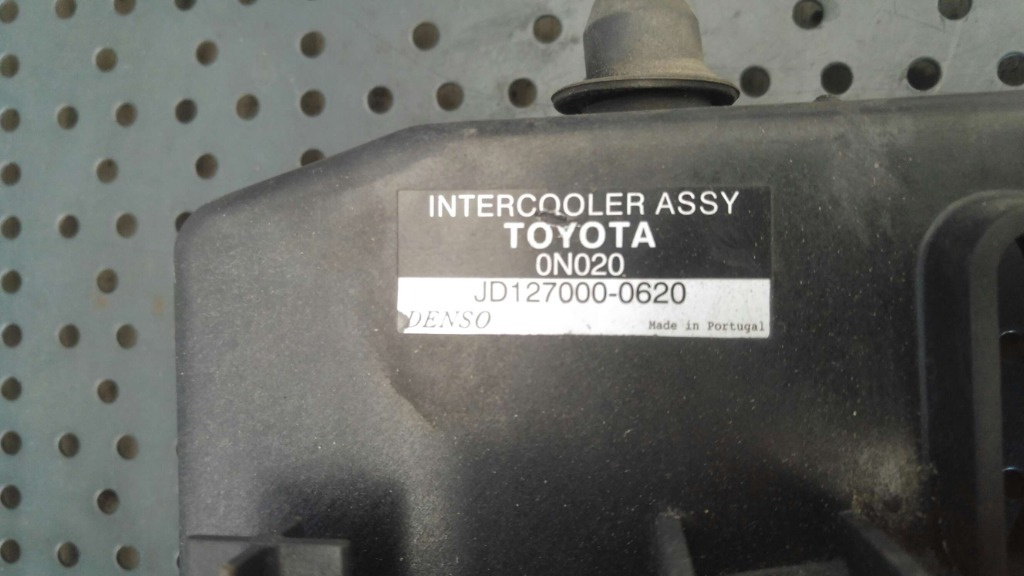 INTERCOOLER ASSY
TOYOTA
0N020
JD127000-0620
DENSO Made in Portugal